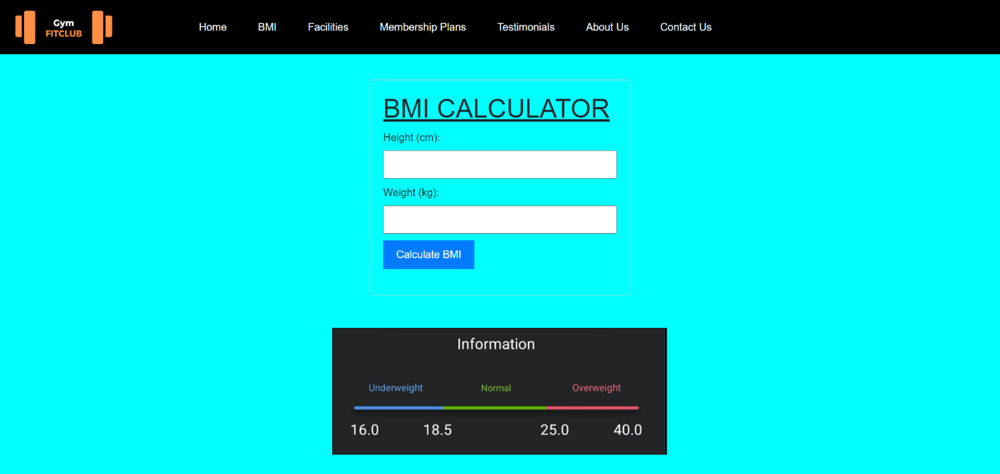 Gym
FITCLUB
Home BMI Facilities Membership Plans Testimonials About Us Contact Us
BMI CALCULATOR
Height (cm):
Weight (kg):
Calculate BMI
Information
Underweight Normal Overweight
16.0 18.5 25.0 40.0